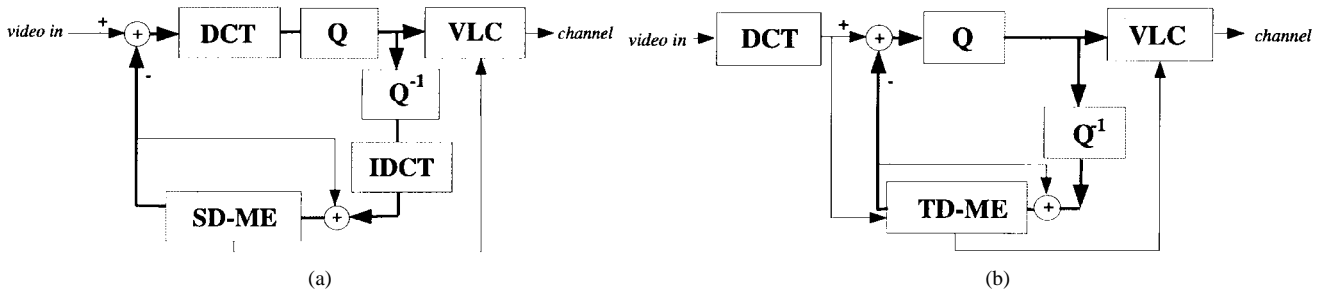 video in + + DCT Q VLC channel
-
Q-1
IDCT
SD-ME +
(a)
video in DCT + + Q VLC channel
-
Q-1
TD-ME +
(b)